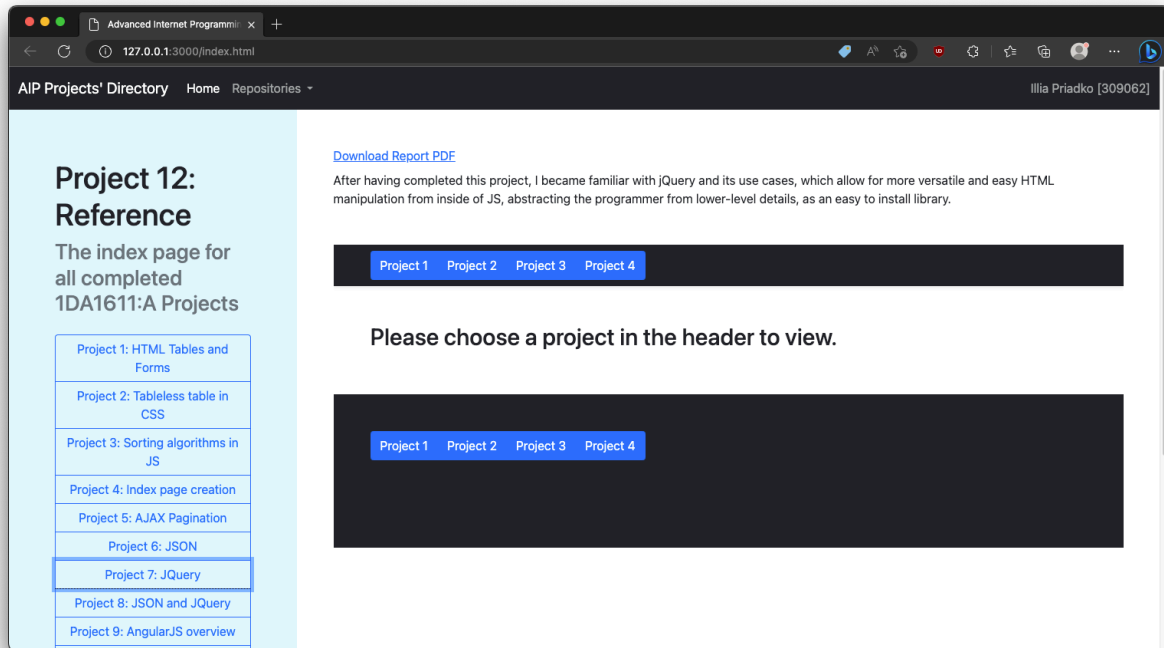 Advanced Internet Programmin
127.0.0.1:3000/index.html
AIP Projects' Directory Home Repositories Illia Priadko [309062]
Project 12:
Reference
The index page for
all completed
1DA1611:A Projects
Project 1: HTML Tables and
Forms
Project 2: Tableless table in
CSS
Project 3: Sorting algorithms in
JS
Project 4: Index page creation
Project 5: AJAX Pagination
Project 6: JSON
Project 7: JQuery
Project 8: JSON and JQuery
Project 9: AngularJS overview
Download Report PDF
After having completed this project, I became familiar with jQuery and its use cases, which allow for more versatile and easy HTML
manipulation from inside of JS, abstracting the programmer from lower-level details, as an easy to install library.
Project 1 Project 2 Project 3 Project 4
Please choose a project in the header to view.
Project 1 Project 2 Project 3 Project 4